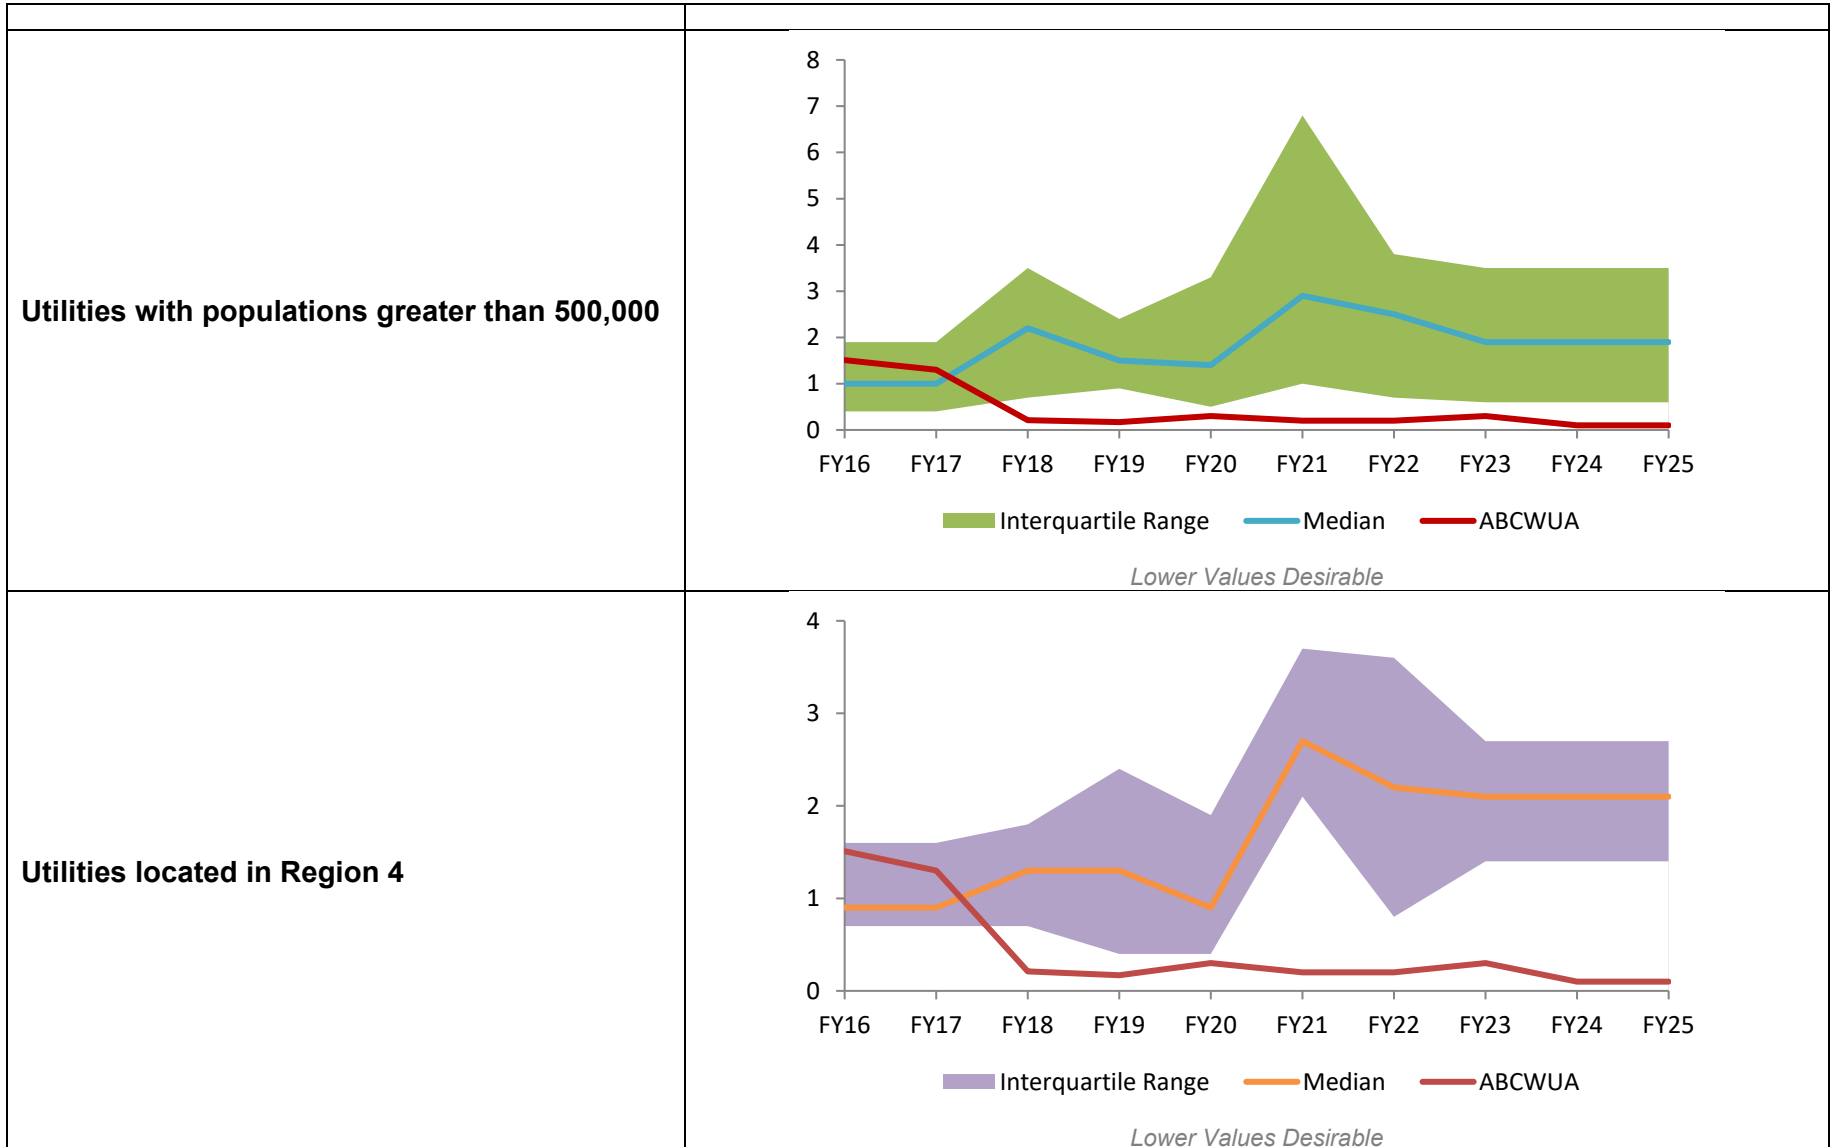 Utilities with populations greater than 500,000
8
7
6
5
4
3
2
1
0
FY16 FY17 FY18 FY19 FY20 FY21 FY22 FY23 FY24 FY25
Interquartile Range Median ABCWUA
Lower Values Desirable
Utilities located in Region 4
4
3
2
1
0
FY16 FY17 FY18 FY19 FY20 FY21 FY22 FY23 FY24 FY25
Interquartile Range Median ABCWUA
Lower Values Desirable